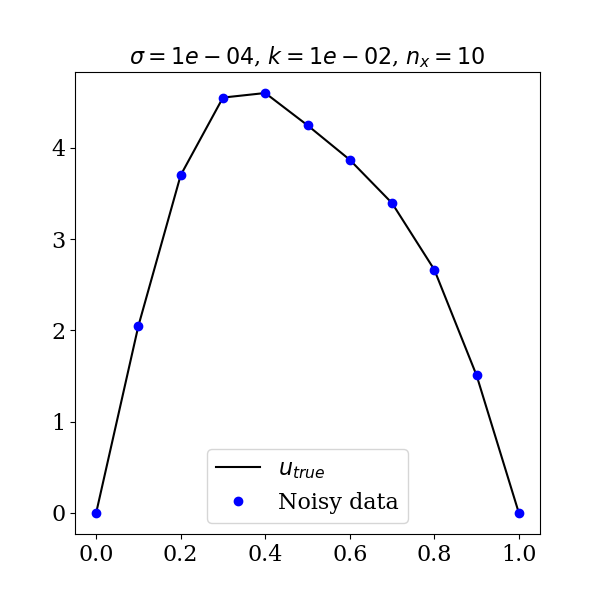 σ = 1e − 04, k = 1e − 02, nₓ = 10
4
3
2
1
0
u_true
Noisy data
0.0 0.2 0.4 0.6 0.8 1.0